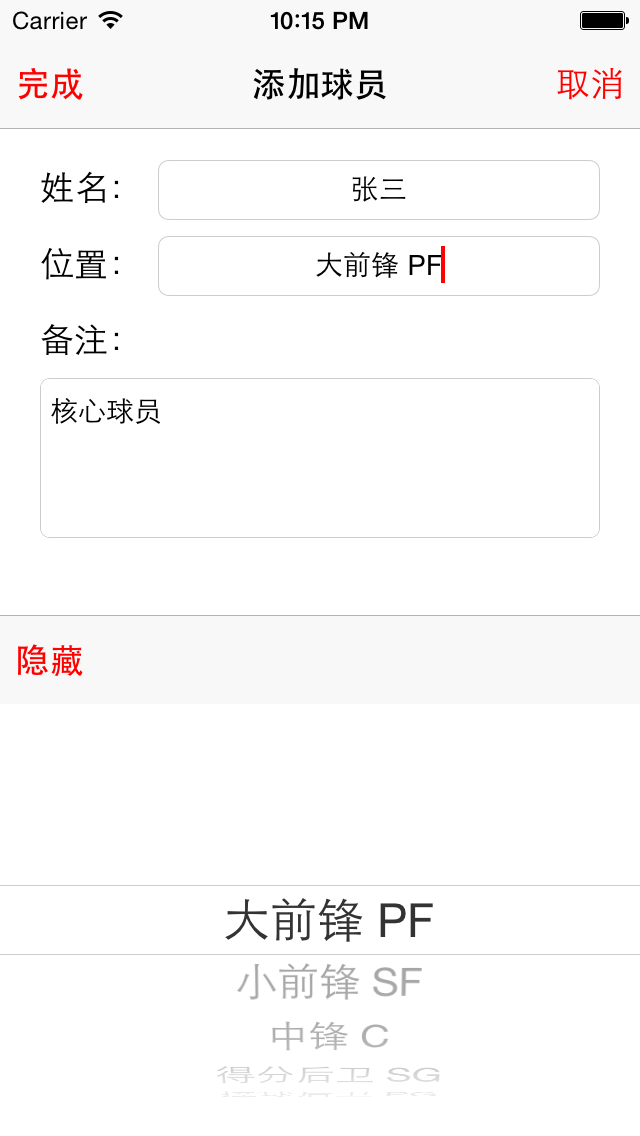 Carrier 10:15 PM
完成 添加球员 取消
姓名: 张三
位置: 大前锋 PF
备注:
核心球员
隐藏
大前锋 PF
小前锋 SF
中锋 C
得分后卫 SG